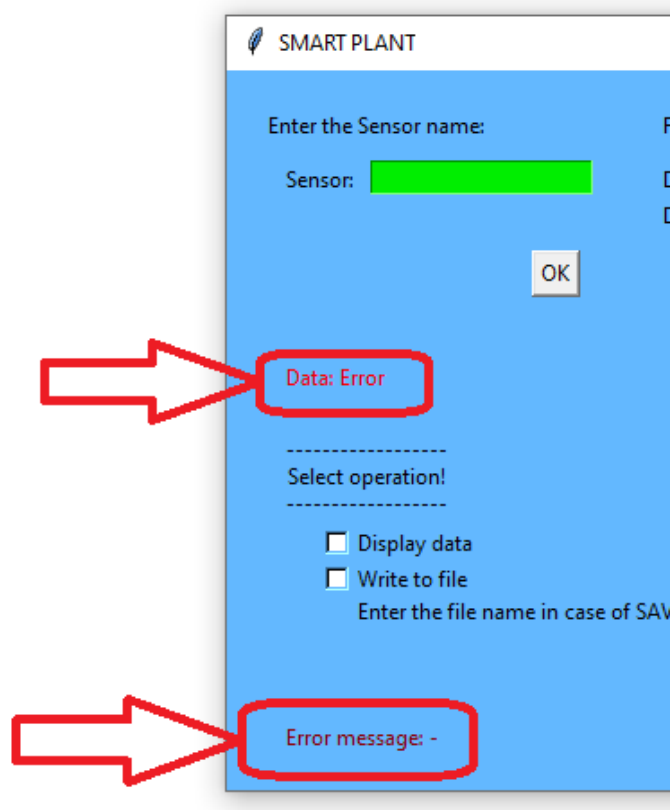 SMART PLANT
Enter the Sensor name:
Sensor:
OK
Data: Error
------------------
Select operation!
------------------
Display data
Write to file
Enter the file name in case of
Error message: -